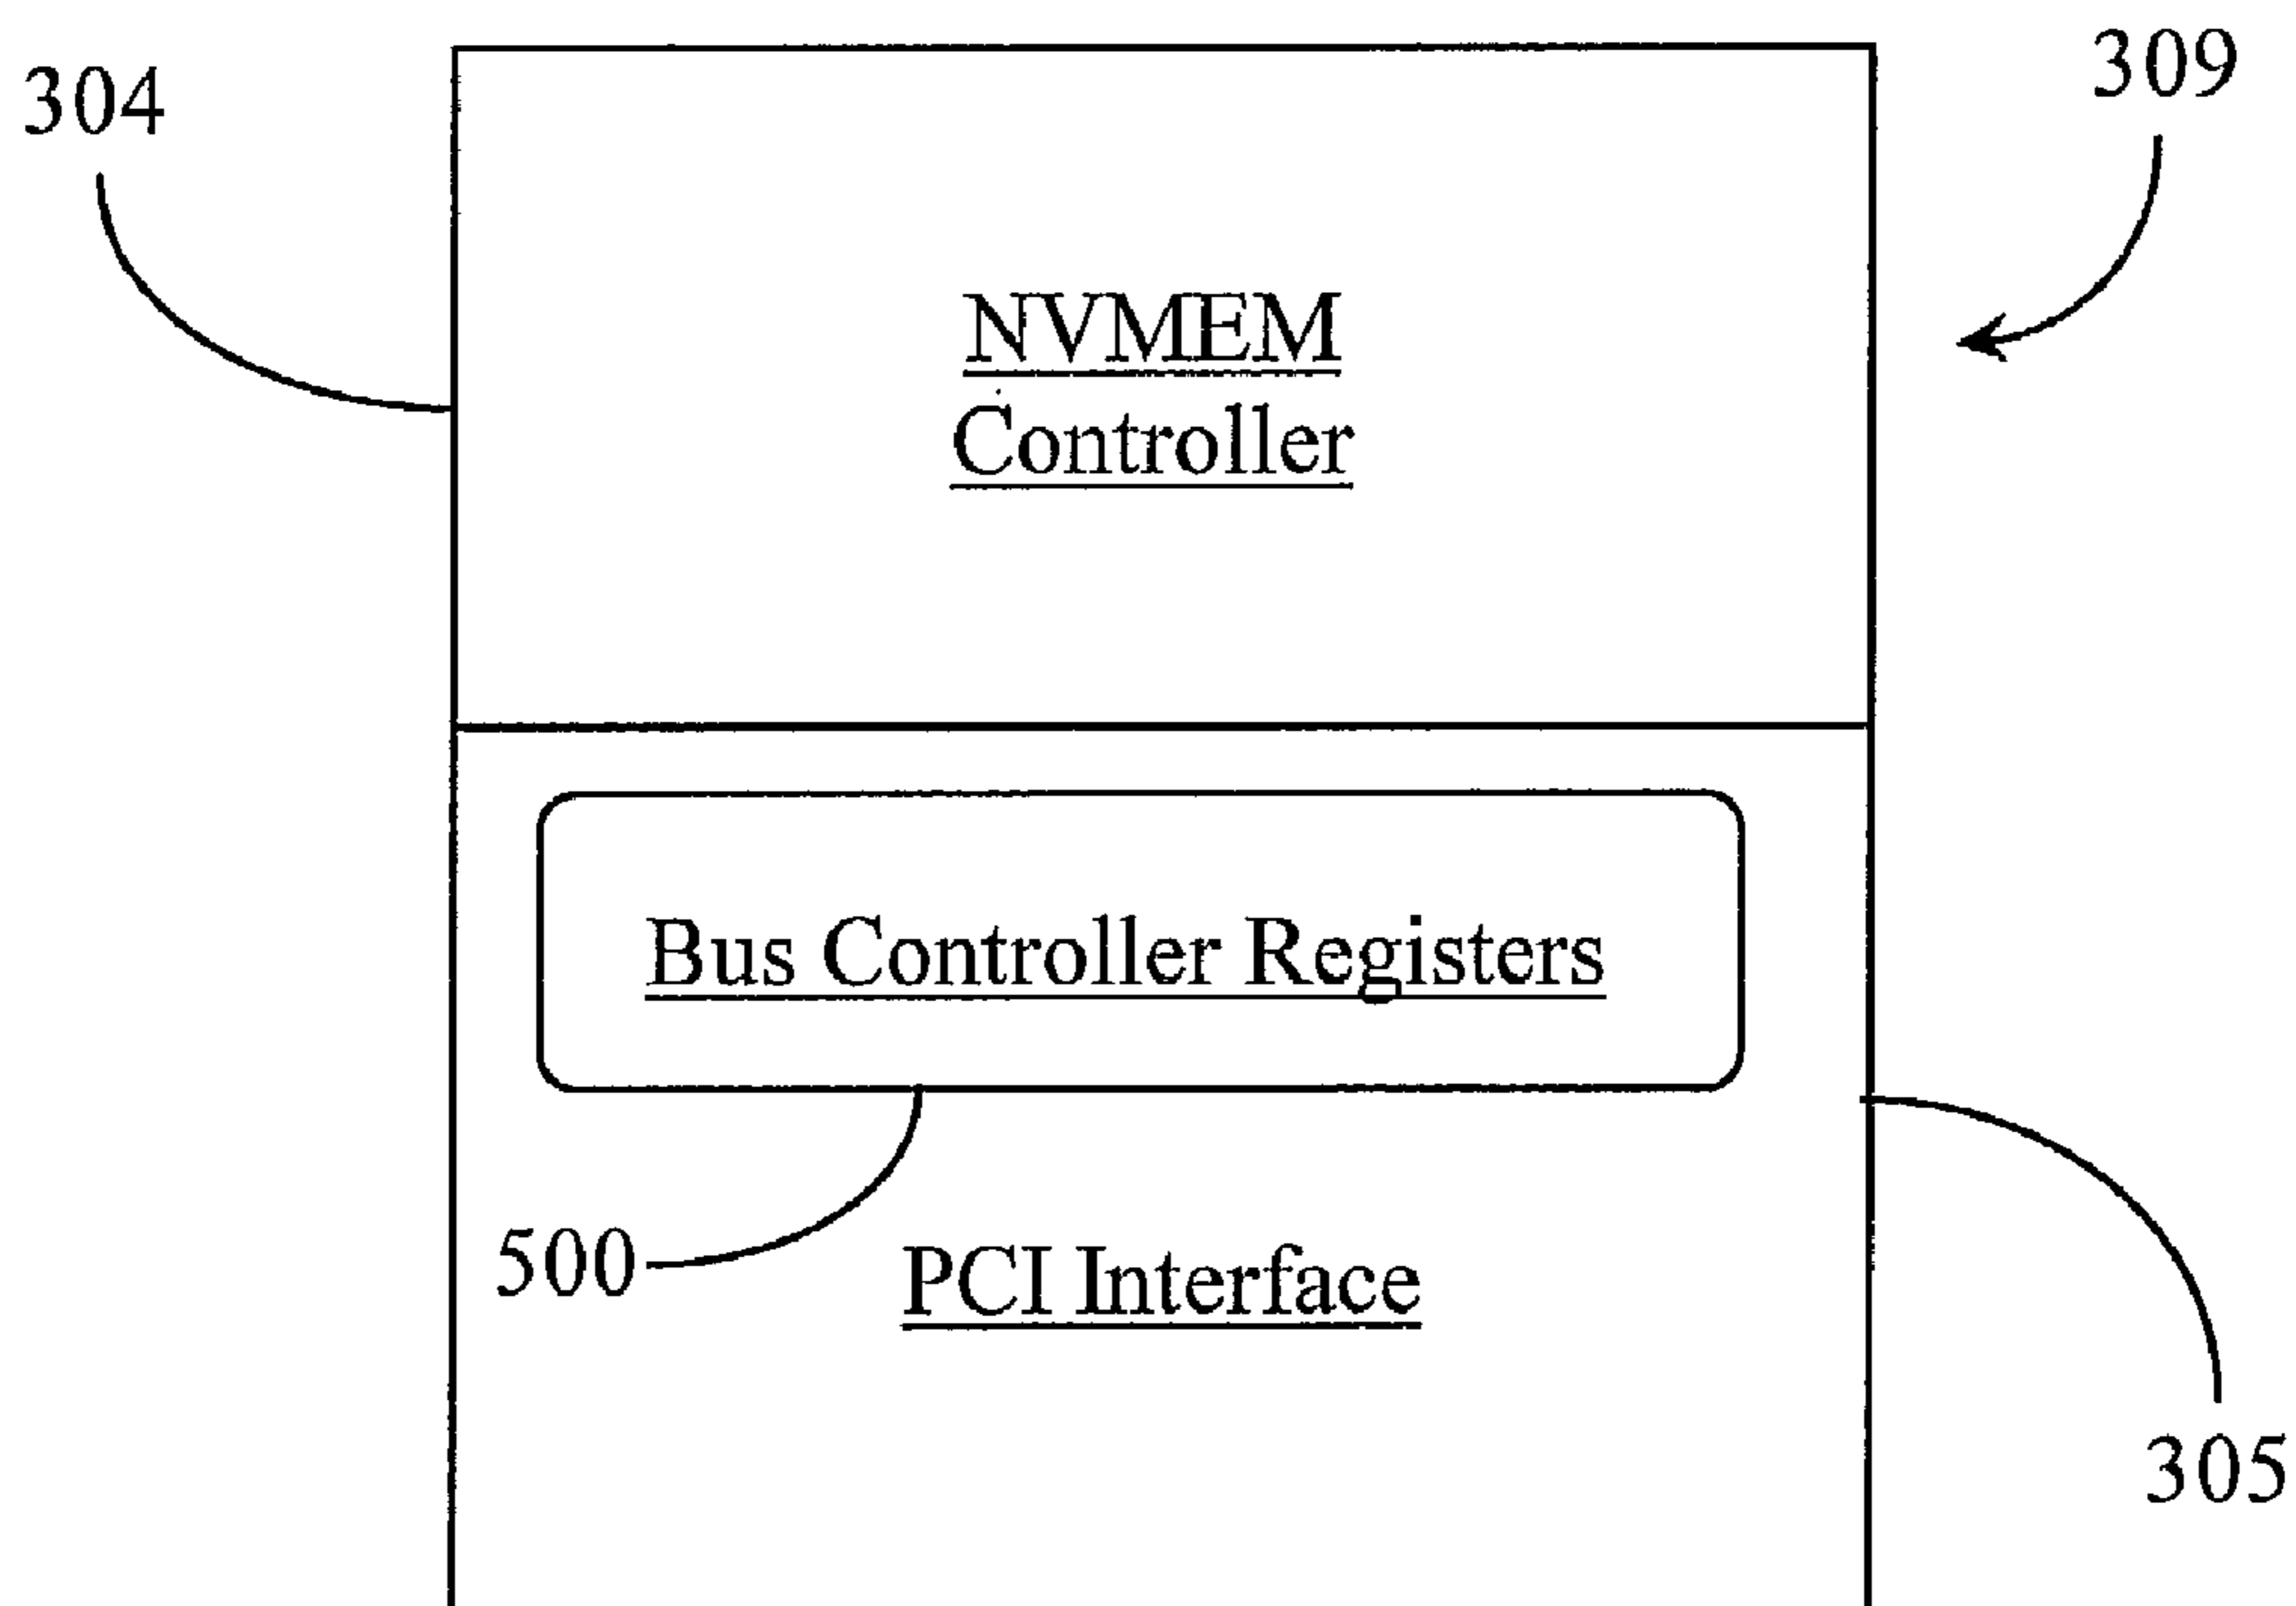 304
309
NVMEM
Controller
Bus Controller Registers
500
PCI Interface
305